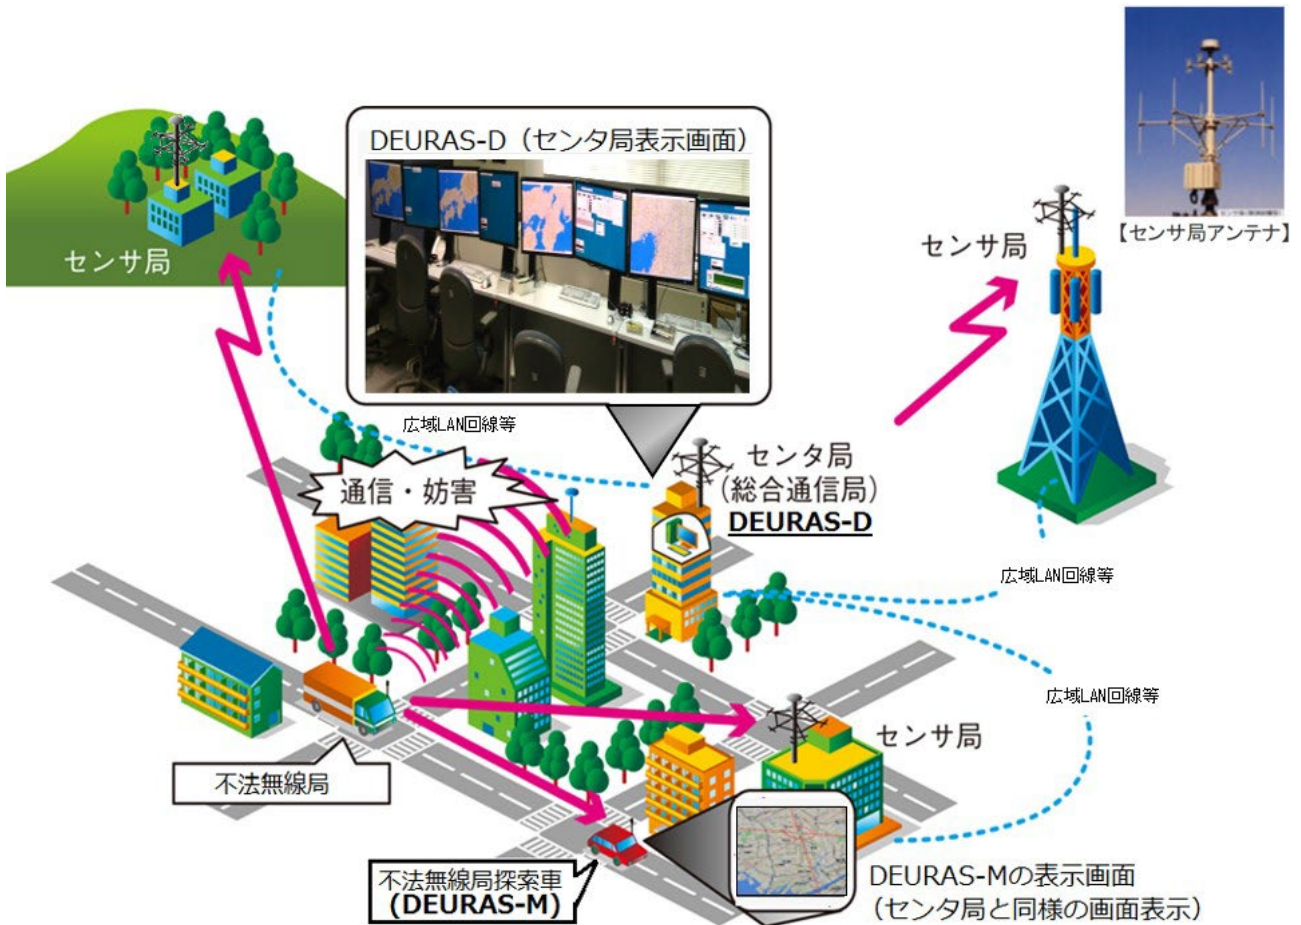 DEURAS-D（センタ局表示画面）
【センサ局アンテナ】
センサ局
センサ局
広域LAN回線等
通信・妨害
センタ局
（総合通信局）
DEURAS-D
広域LAN回線等
広域LAN回線等
センサ局
不法無線局
不法無線局探索車
(DEURAS-M)
DEURAS-Mの表示画面
（センタ局と同様の画面表示）